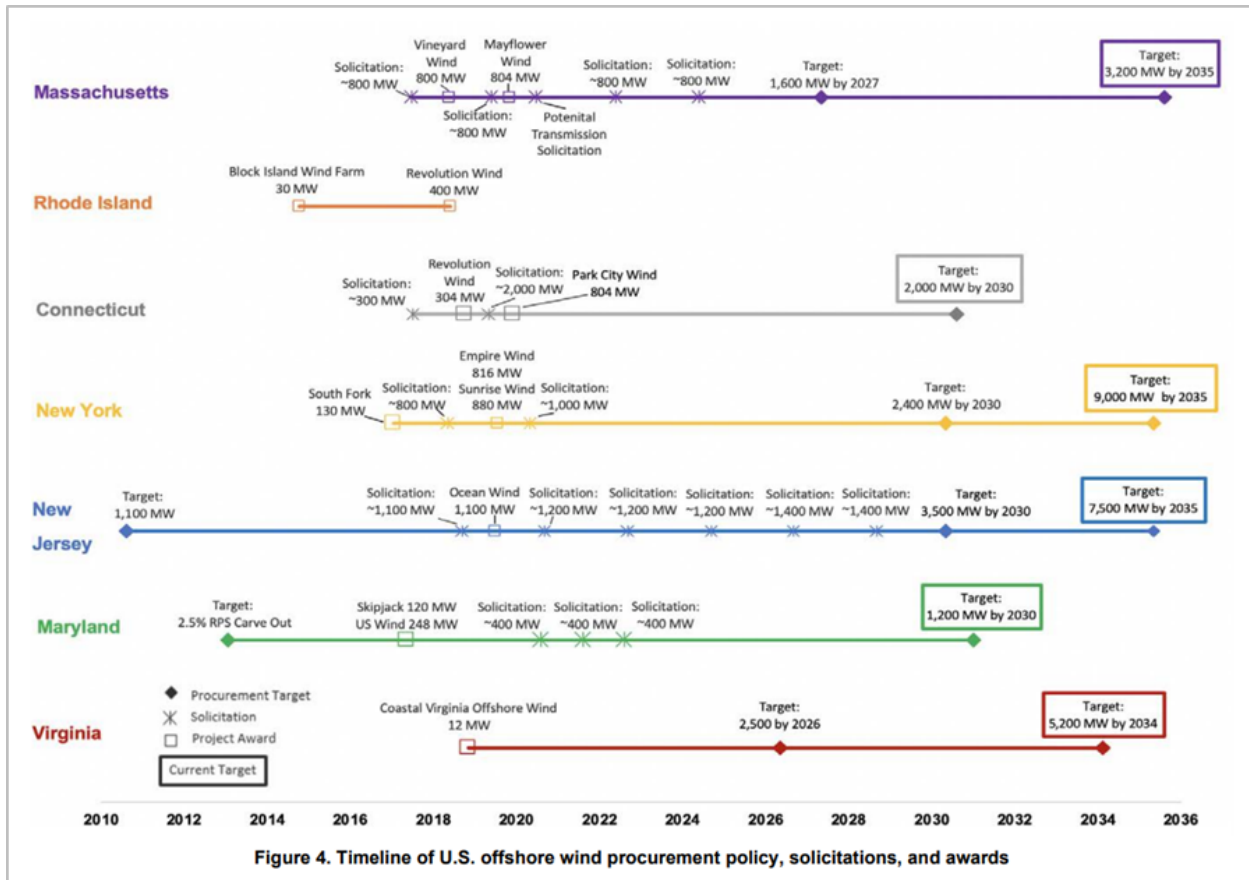 Massachusetts
Solicitation:
~800 MW
Vineyard
Wind
800 MW
Solicitation:
~800 MW
Mayflower
Wind
804 MW
Potenital
Transmission
Solicitation
Solicitation:
~800 MW
Solicitation:
~800 MW
Target:
1,600 MW by 2027
Target:
3,200 MW by 2035
Rhode Island
Block Island Wind Farm
30 MW
Revolution Wind
400 MW
Connecticut
Solicitation:
~300 MW
Revolution
Wind
304 MW
Solicitation:
~2,000 MW
Park City Wind
804 MW
Target:
2,000 MW by 2030
New York
South Fork
130 MW
Solicitation:
~800 MW
Empire Wind
816 MW
Sunrise Wind
880 MW
Solicitation:
~1,000 MW
Target:
2,400 MW by 2030
Target:
9,000 MW by 2035
New
Jersey
Target:
1,100 MW
Solicitation:
~1,100 MW
Ocean Wind
1,100 MW
Solicitation:
~1,200 MW
Solicitation:
~1,200 MW
Solicitation:
~1,200 MW
Solicitation:
~1,400 MW
Solicitation:
~1,400 MW
Target:
3,500 MW by 2030
Target:
7,500 MW by 2035
Maryland
Target:
2.5% RPS Carve Out
Skipjack 120 MW
US Wind 248 MW
Solicitation:
~400 MW
Solicitation:
~400 MW
Solicitation:
~400 MW
Target:
1,200 MW by 2030
Virginia
Procurement Target
Solicitation
Project Award
Current Target
Coastal Virginia Offshore Wind
12 MW
Target:
2,500 by 2026
Target:
5,200 MW by 2034
2010 2012 2014 2016 2018 2020 2022 2024 2026 2028 2030 2032 2034 2036
Figure 4. Timeline of U.S. offshore wind procurement policy, solicitations, and awards